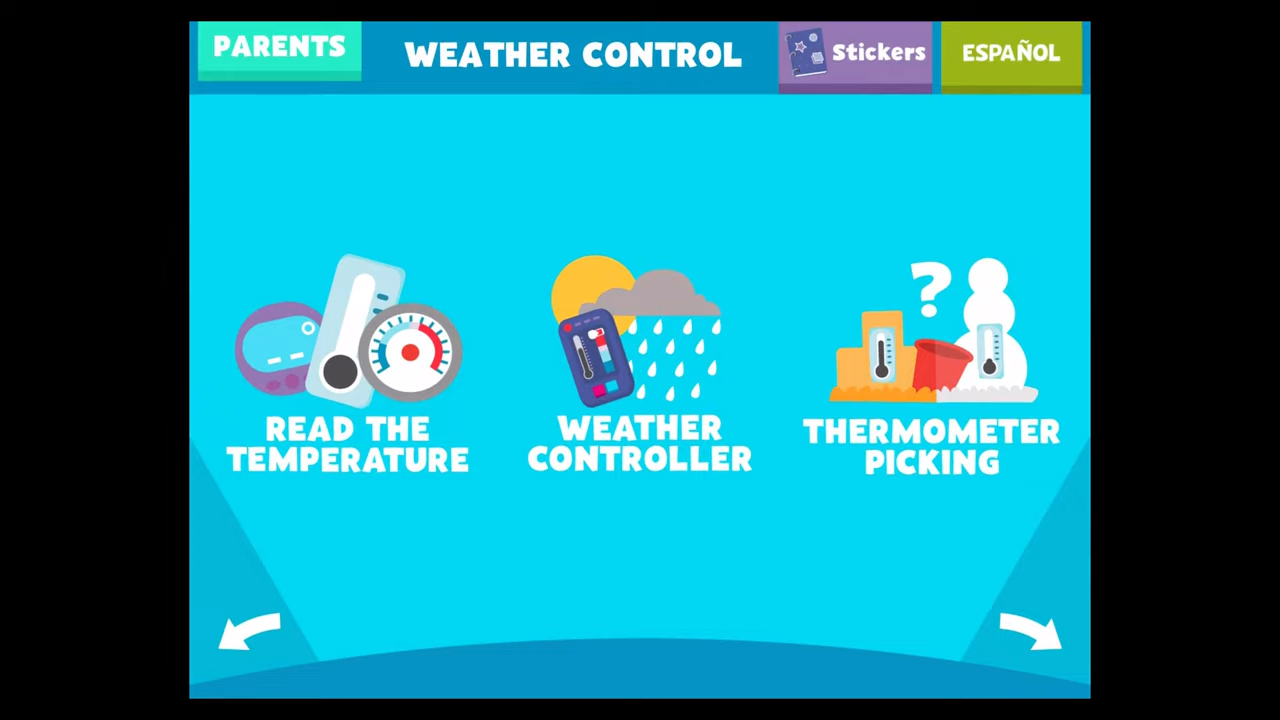 PARENTS
WEATHER CONTROL
Stickers
ESPAÑOL
?
READ THE
TEMPERATURE
WEATHER
CONTROLLER
THERMOMETER
PICKING